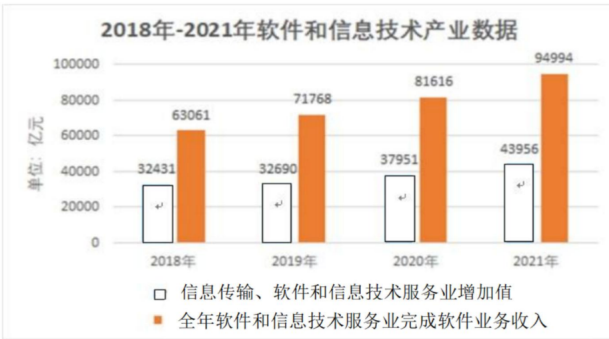 2018年-2021年软件和信息技术产业数据
单位：亿元
100000
80000
60000
40000
20000
0
32431
63061
32690
71768
37951
81616
43956
94994
2018年
2019年
2020年
2021年
信息传输、软件和信息技术服务业增加值
全年软件和信息技术服务业完成软件业务收入